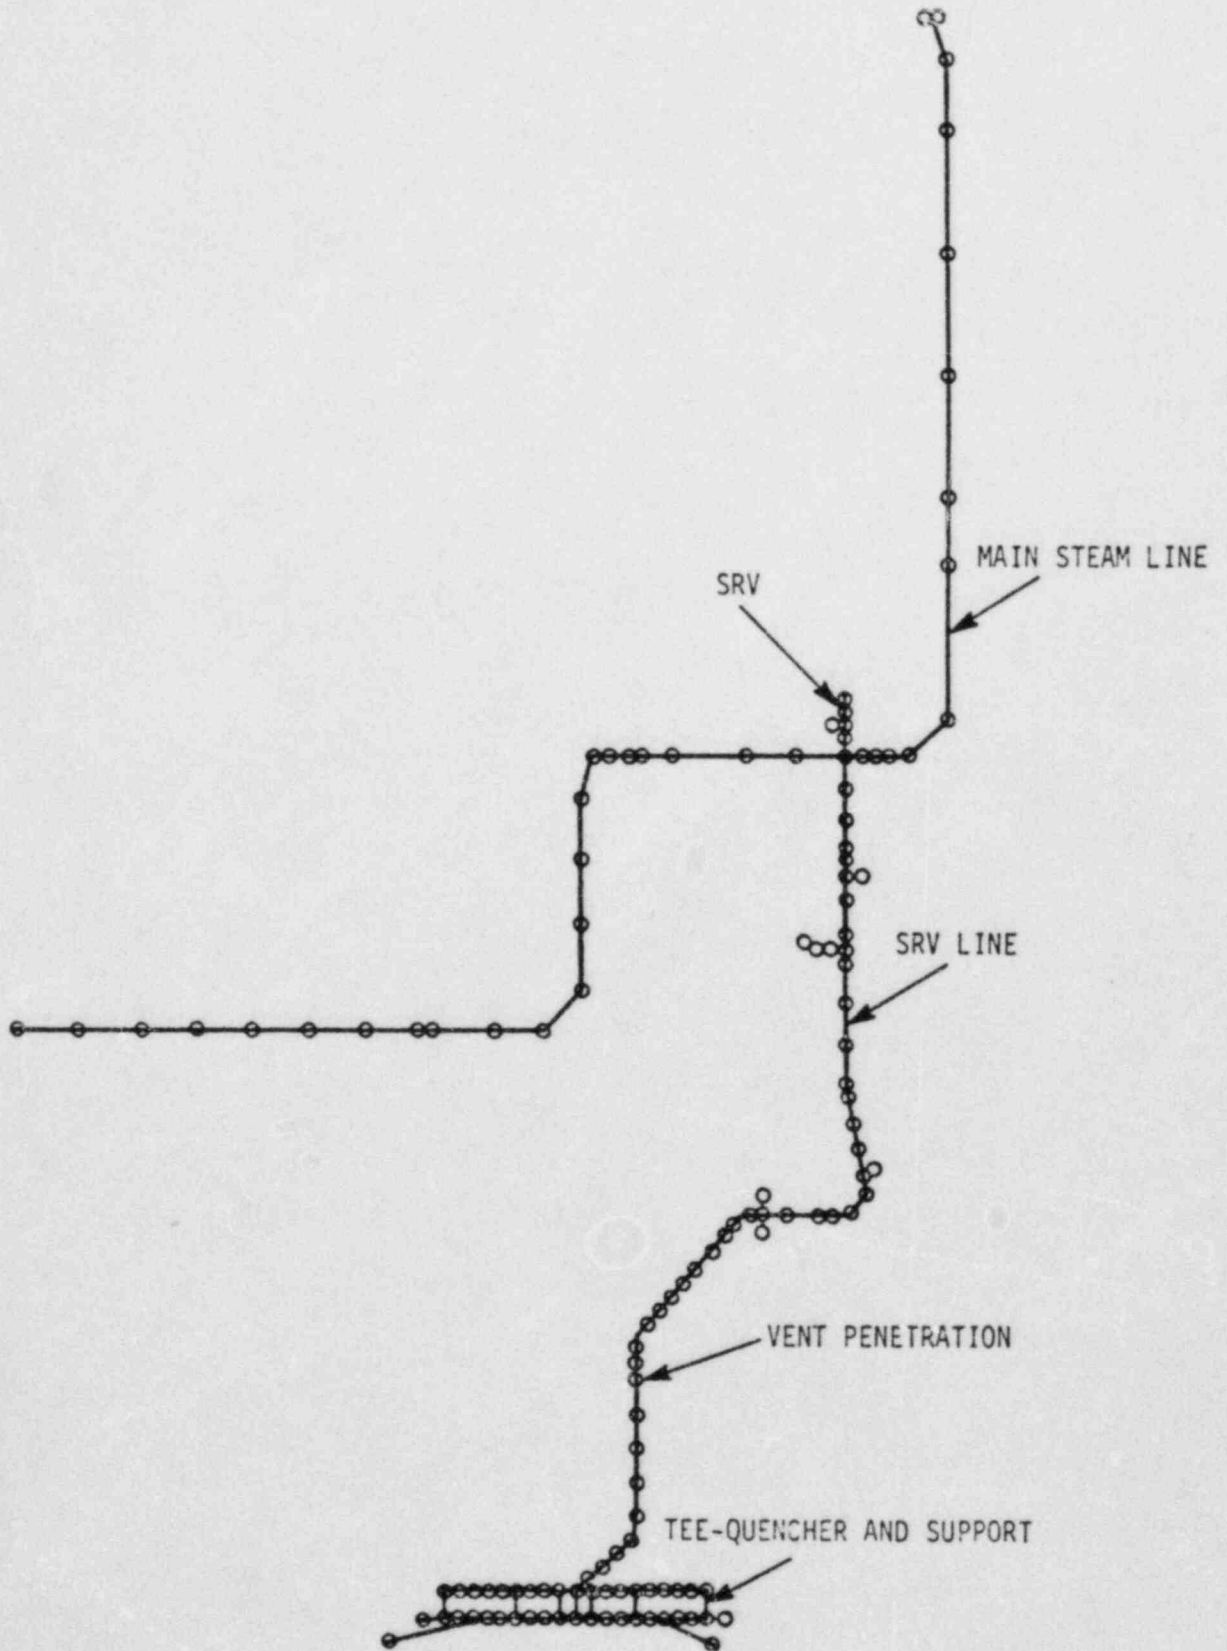 MAIN STEAM LINE
SRV
SRV LINE
VENT PENETRATION
TEE-QUENCHER AND SUPPORT